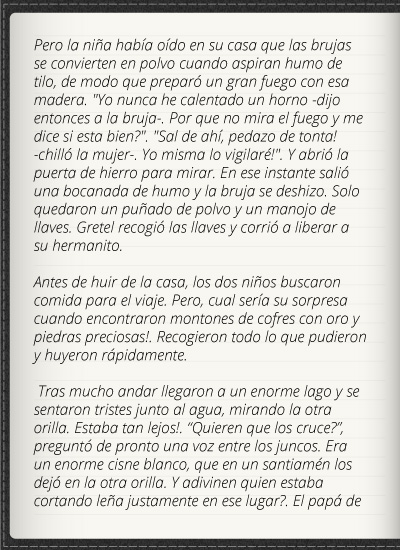 Pero la niña había oído en su casa que las brujas
se convierten en polvo cuando aspiran humo de
tilo, de modo que preparó un gran fuego con esa
madera. "Yo nunca he calentado un horno -dijo
entonces a la bruja-. Por que no mira el fuego y me
dice si esta bien?". "Sal de ahí, pedazo de tonta!
-chilló la mujer-. Yo misma lo vigilaré!". Y abrió la
puerta de hierro para mirar. En ese instante salió
una bocanada de humo y la bruja se deshizo. Solo
quedaron un puñado de polvo y un manojo de
llaves. Gretel recogió las llaves y corrió a liberar a
su hermanito.

Antes de huir de la casa, los dos niños buscaron
comida para el viaje. Pero, cual sería su sorpresa
cuando encontraron montones de cofres con oro y
piedras preciosas!. Recogieron todo lo que pudieron
y huyeron rápidamente.

Tras mucho andar llegaron a un enorme lago y se
sentaron tristes junto al agua, mirando la otra
orilla. Estaba tan lejos!. “Quieren que los cruce?”,
preguntó de pronto una voz entre los juncos. Era
un enorme cisne blanco, que en un santiamén los
dejó en la otra orilla. Y adivinen quien estaba
cortando leña justamente en ese lugar?. El papá de